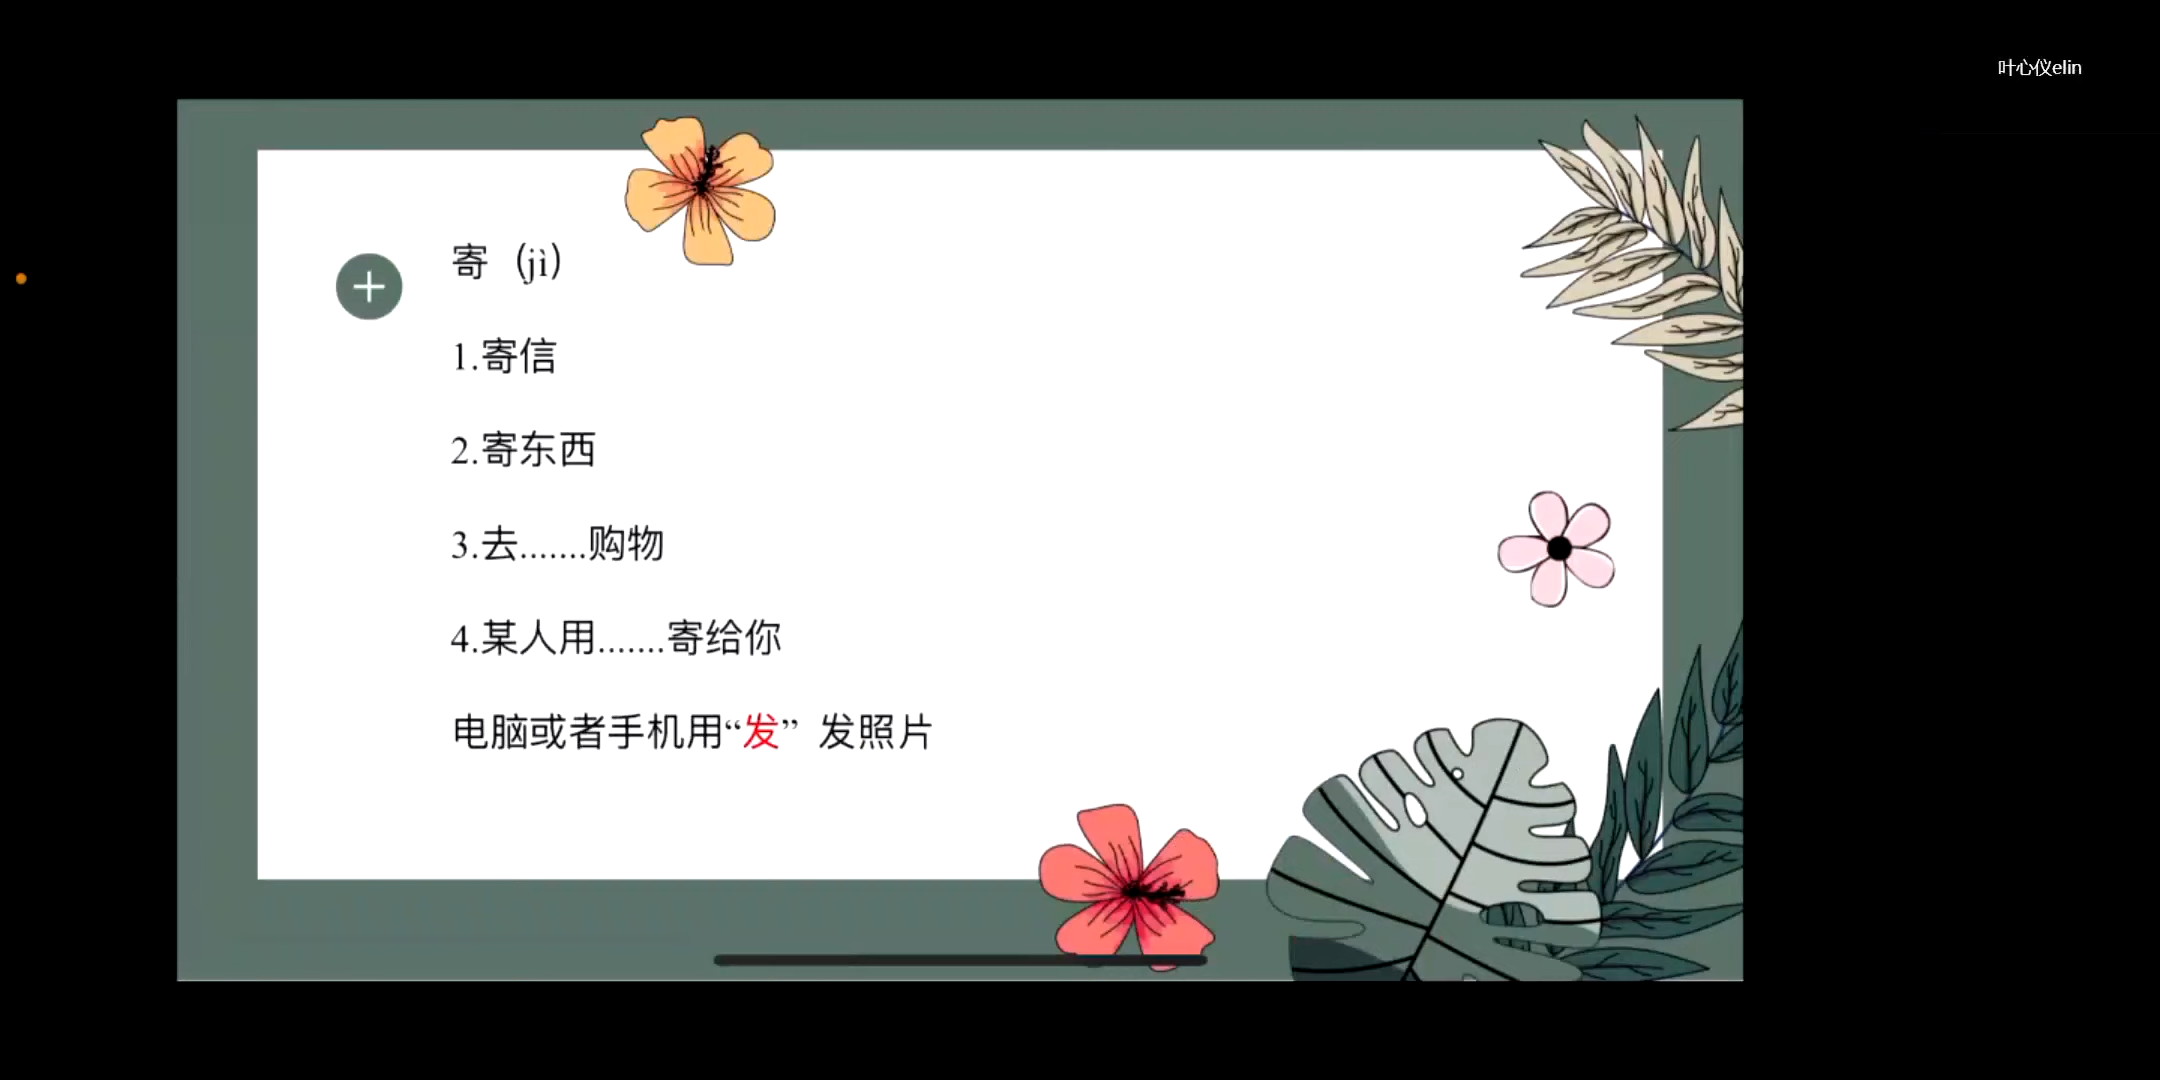 叶心仪elin
寄（jì）
1.寄信
2.寄东西
3.去.......购物
4.某人用.......寄给你
电脑或者手机用“发” 发照片